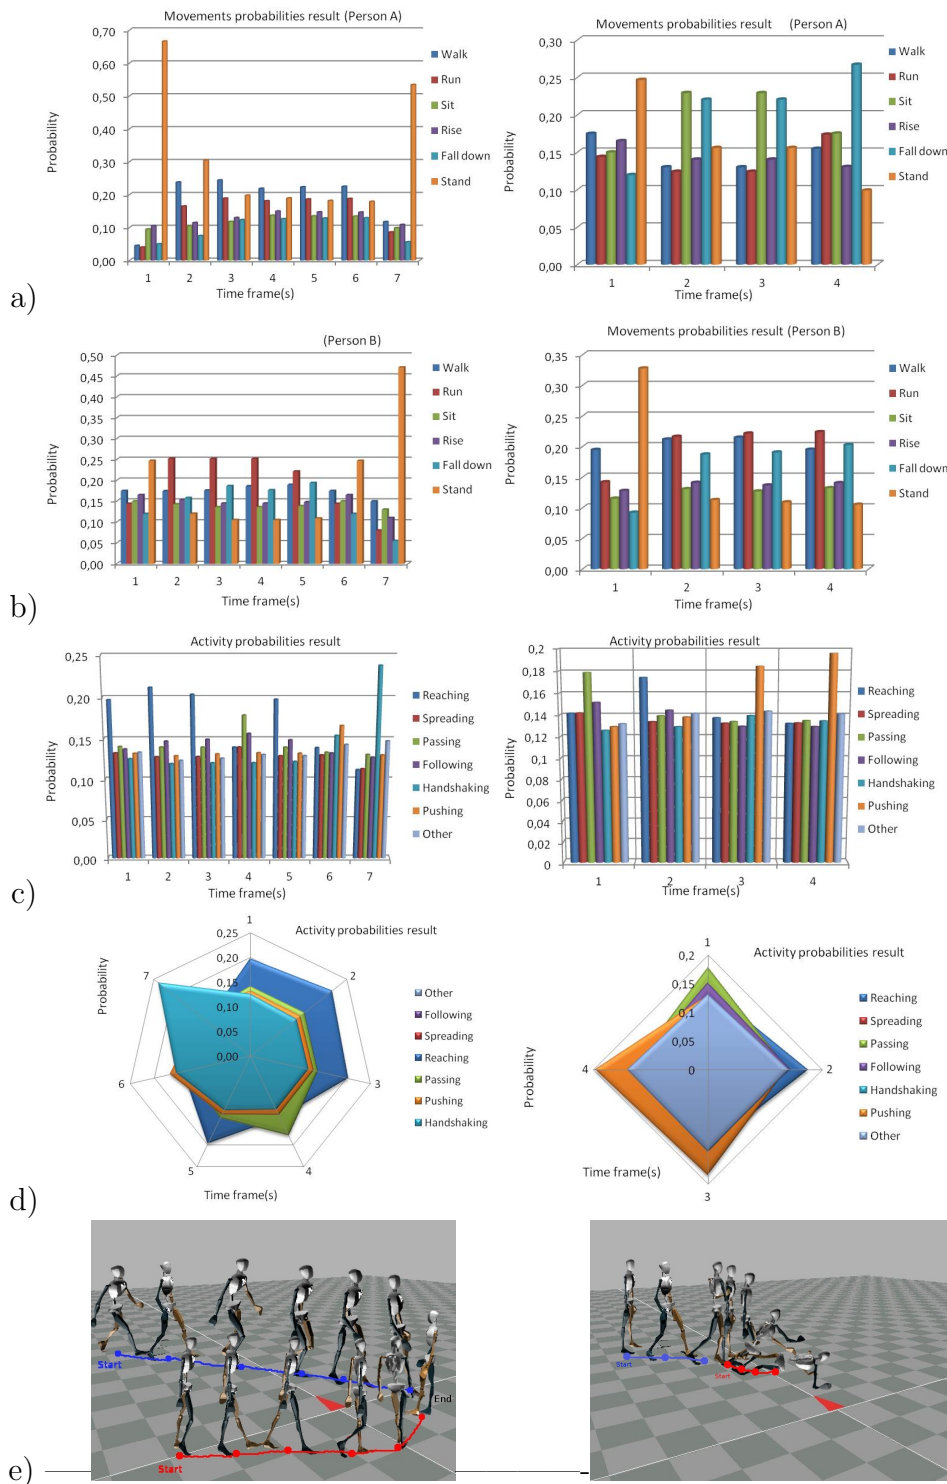 Movements probabilities result (Person A)
0,70
0,60
0,50
0,40
0,30
0,20
0,10
0,00
Probability
1 2 3 4 5 6 7
Time frame(s)
Walk
Run
Sit
Rise
Fall down
Stand
Movements probabilities result (Person A)
0,30
0,25
0,20
0,15
0,10
0,05
0,00
Probability
1 2 3 4
Time frame(s)
Walk
Run
Sit
Rise
Fall down
Stand
a)
(Person B)
0,50
0,45
0,40
0,35
0,30
0,25
0,20
0,15
0,10
0,05
0,00
Probability
1 2 3 4 5 6 7
Time frame(s)
Walk
Run
Sit
Rise
Fall down
Stand
Movements probabilities result (Person B)
0,35
0,30
0,25
0,20
0,15
0,10
0,05
0,00
Probability
1 2 3 4
Time frame(s)
Walk
Run
Sit
Rise
Fall down
Stand
b)
Activity probabilities result
0,25
0,20
0,15
0,10
0,05
0,00
Probability
1 2 3 4 5 6 7
Time frame(s)
Reaching
Spreading
Passing
Following
Handshaking
Pushing
Other
Activity probabilities result
0,2
0,18
0,16
0,14
0,12
0,1
0,08
0,06
0,04
0,02
0
Probability
1 2 3 4
Time frame(s)
Reaching
Spreading
Passing
Following
Handshaking
Pushing
Other
c)
Activity probabilities result
Probability
1
2
3
4
5
6
7
0,25
0,20
0,15
0,10
0,05
0,00
Time frame(s)
Other
Following
Spreading
Reaching
Passing
Pushing
Handshaking
Activity probabilities result
Probability
1
2
3
4
0,2
0,15
0,1
0,05
0
Time frame(s)
Reaching
Spreading
Passing
Following
Handshaking
Pushing
Other
d)
Start
End
Start
Start
Start
e)